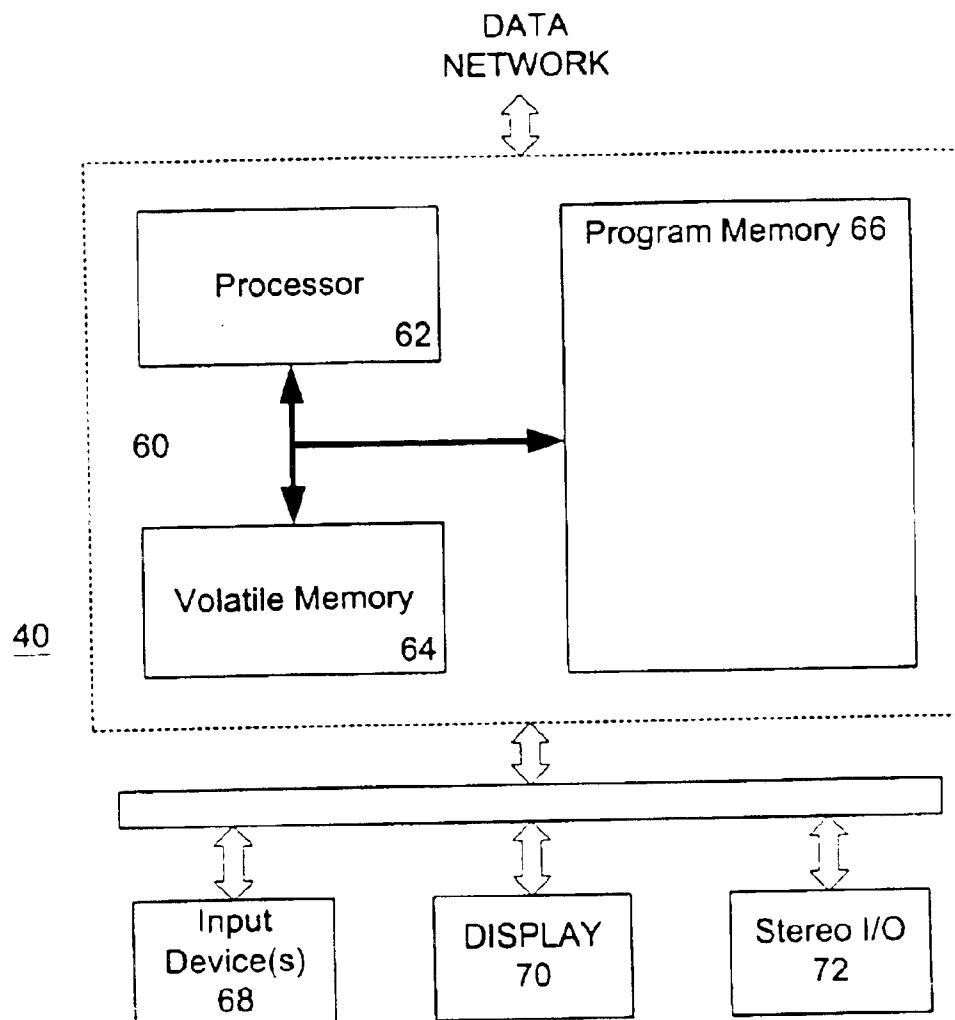 DATA
NETWORK
Processor
62
Program Memory 66
60
Volatile Memory
64
40
Input
Device(s)
68
DISPLAY
70
Stereo I/O
72